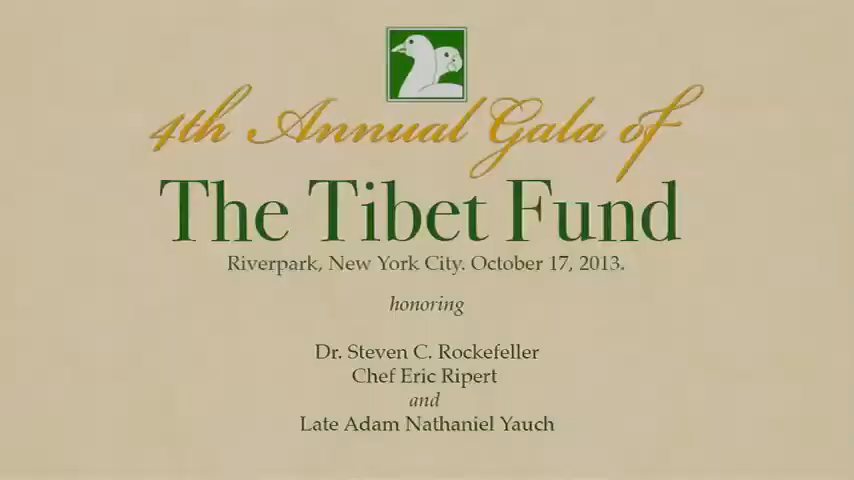 4th Annual Gala of
The Tibet Fund
Riverpark, New York City. October 17, 2013.
honoring
Dr. Steven C. Rockefeller
Chef Eric Ripert
and
Late Adam Nathaniel Yauch